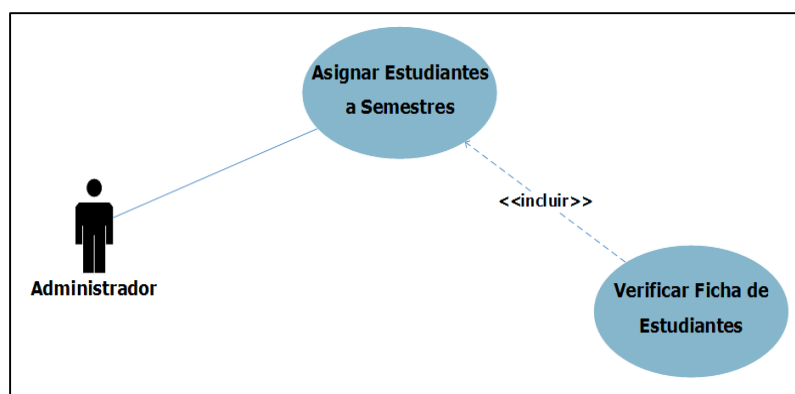 Asignar Estudiantes
a Semestres
<<incluir>>
Administrador
Verificar Ficha de
Estudiantes